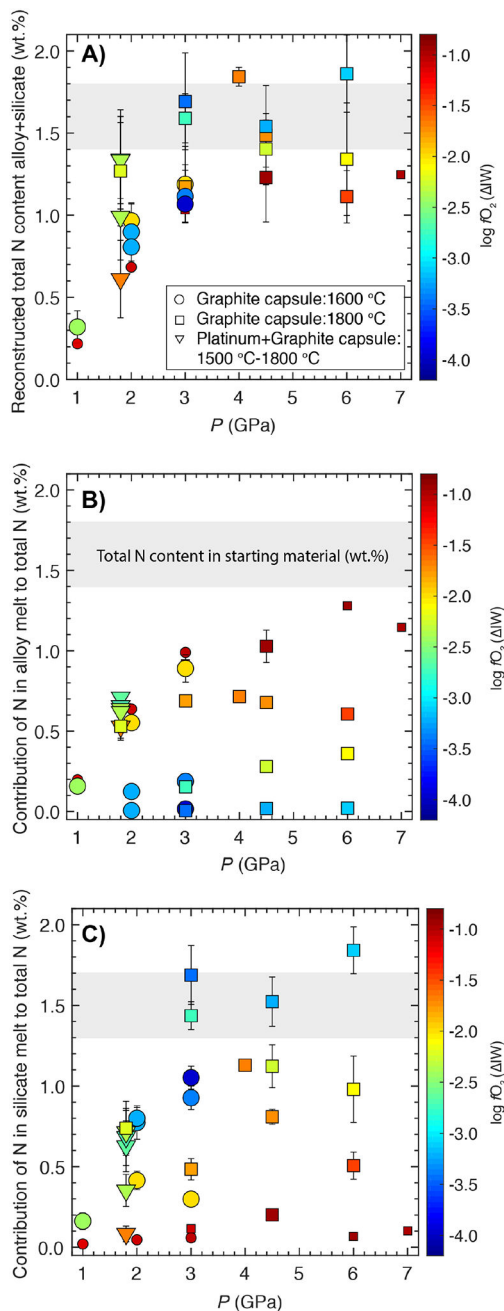 A)
Reconstructed total N content alloy+silicate (wt.%)
2.0
1.5
1.0
0.5
0.0
Graphite capsule:1600 °C
Graphite capsule:1800 °C
Platinum+Graphite capsule:
1500 °C-1800 °C
1 2 3 4 5 6 7
P (GPa)
-1.0
-1.5
-2.0
-2.5
-3.0
-3.5
-4.0
log fO2 (ΔIW)
B)
Contribution of N in alloy melt to total N (wt.%)
2.0
1.5
1.0
0.5
0.0
Total N content in starting material (wt.%)
1 2 3 4 5 6 7
P (GPa)
-1.0
-1.5
-2.0
-2.5
-3.0
-3.5
-4.0
log fO2 (ΔIW)
C)
Contribution of N in silicate melt to total N (wt.%)
2.0
1.5
1.0
0.5
0.0
1 2 3 4 5 6 7
P (GPa)
-1.0
-1.5
-2.0
-2.5
-3.0
-3.5
-4.0
log fO2 (ΔIW)